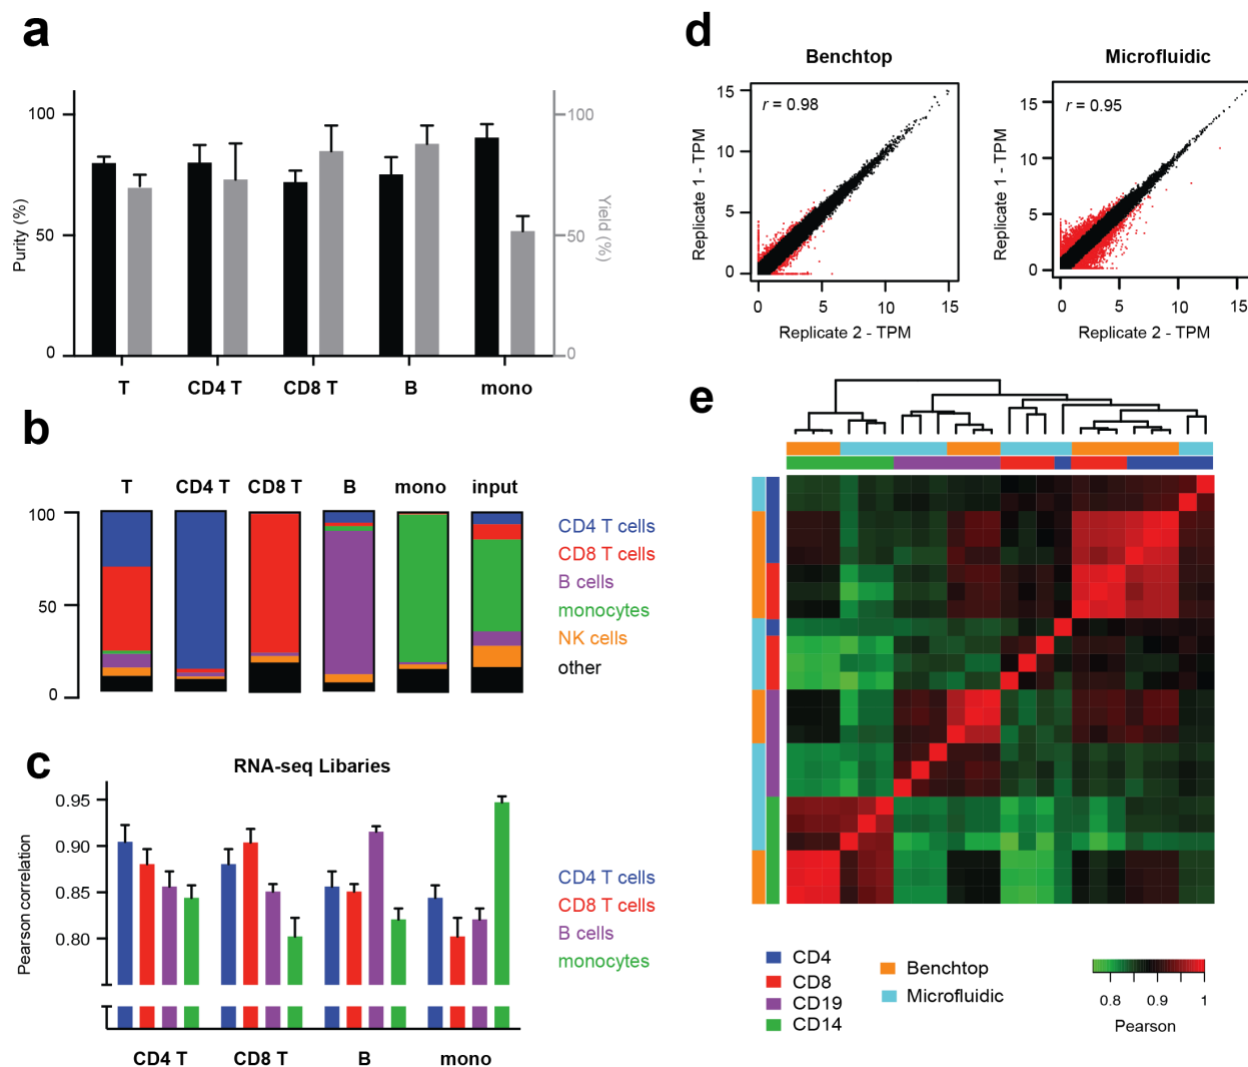 a
100
50
0
Purity (%)
100
50
0
Yield (%)
T
CD4 T
CD8 T
B
mono
b
T
CD4 T
CD8 T
B
mono
input
100
50
0
CD4 T cells
CD8 T cells
B cells
monocytes
NK cells
other
c
RNA-seq Libaries
0.95
0.90
0.85
0.80
Pearson correlation
CD4 T cells
CD8 T cells
B cells
monocytes
CD4 T
CD8 T
B
mono
d
Benchtop
r = 0.98
15
10
5
0
Replicate 1 - TPM
0
5
10
15
Replicate 2 - TPM
Microfluidic
r = 0.95
15
10
5
0
Replicate 1 - TPM
0
5
10
15
Replicate 2 - TPM
e
CD4
CD8
CD19
CD14
Benchtop
Microfluidic
0.8
0.9
1
Pearson